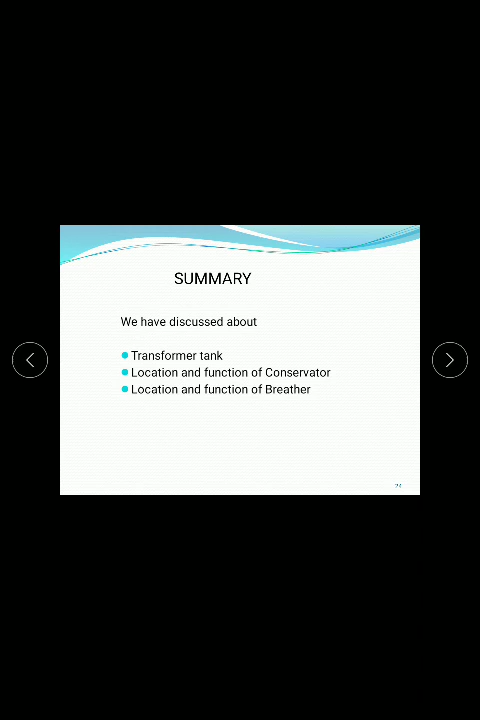 SUMMARY
We have discussed about
Transformer tank
Location and function of Conservator
Location and function of Breather